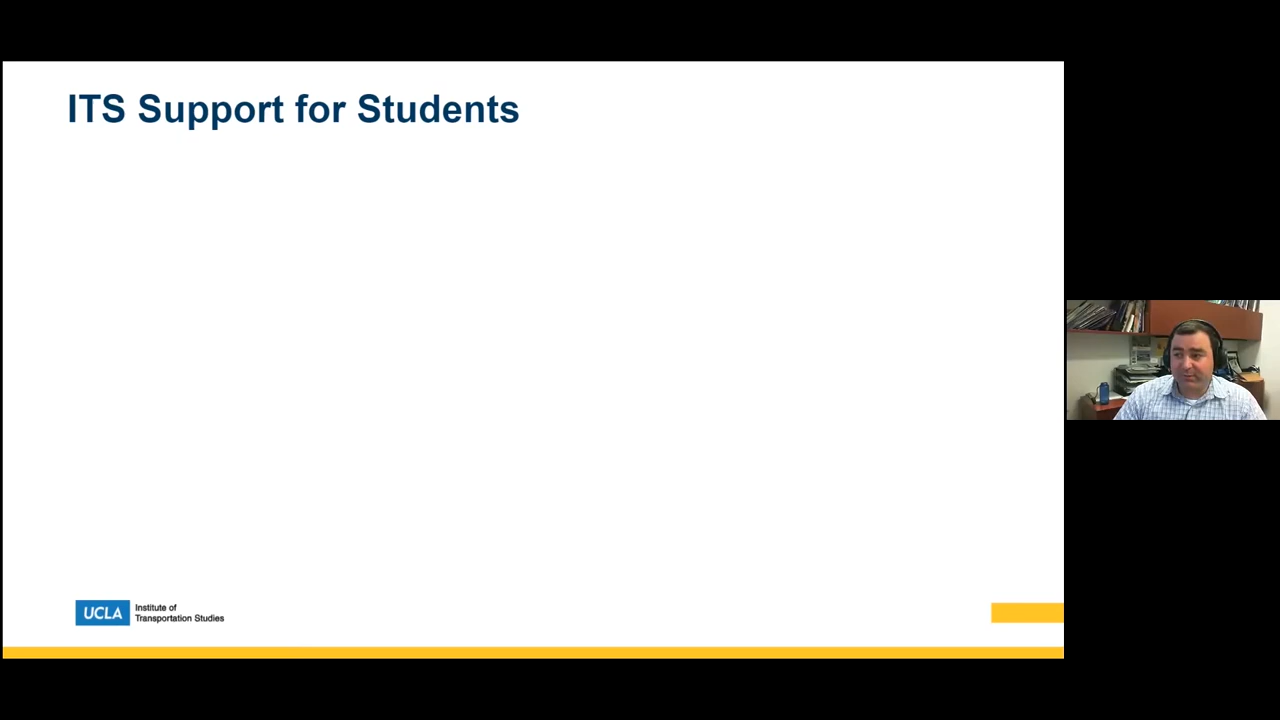 ITS Support for Students
UCLA
Institute of
Transportation Studies